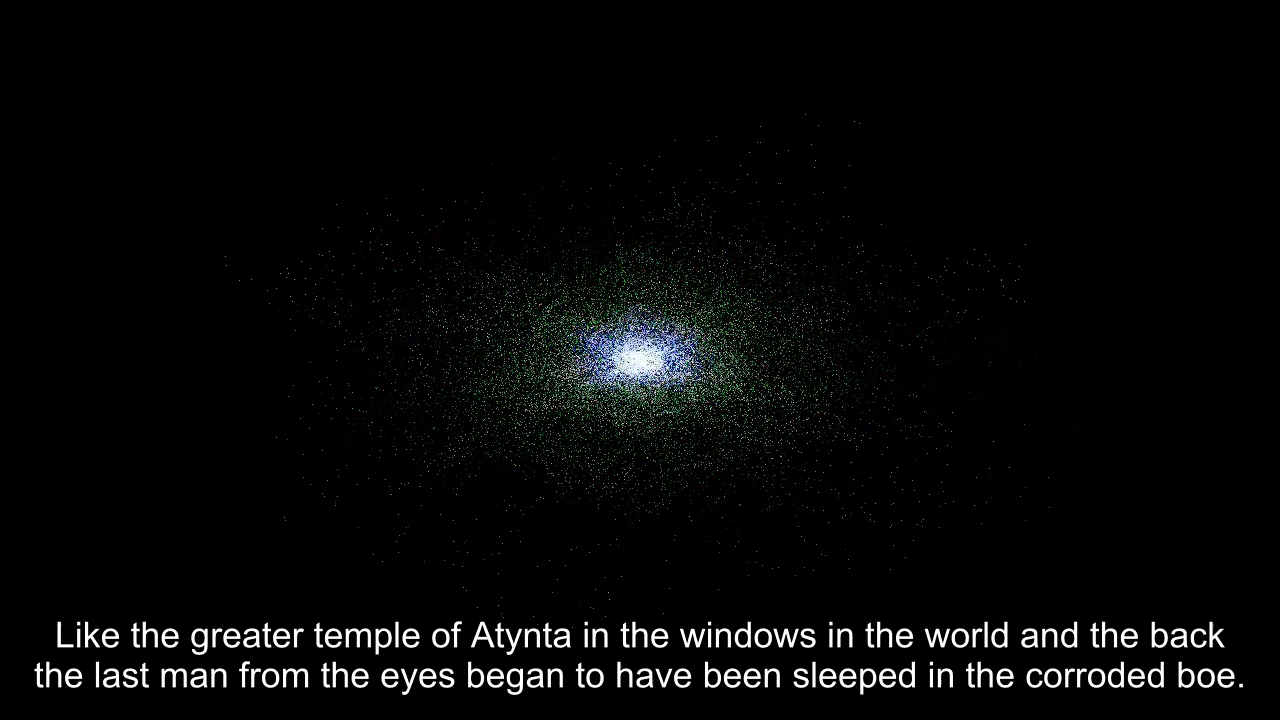 Like the greater temple of Atynta in the windows in the world and the back
the last man from the eyes began to have been sleeped in the corroded boe.